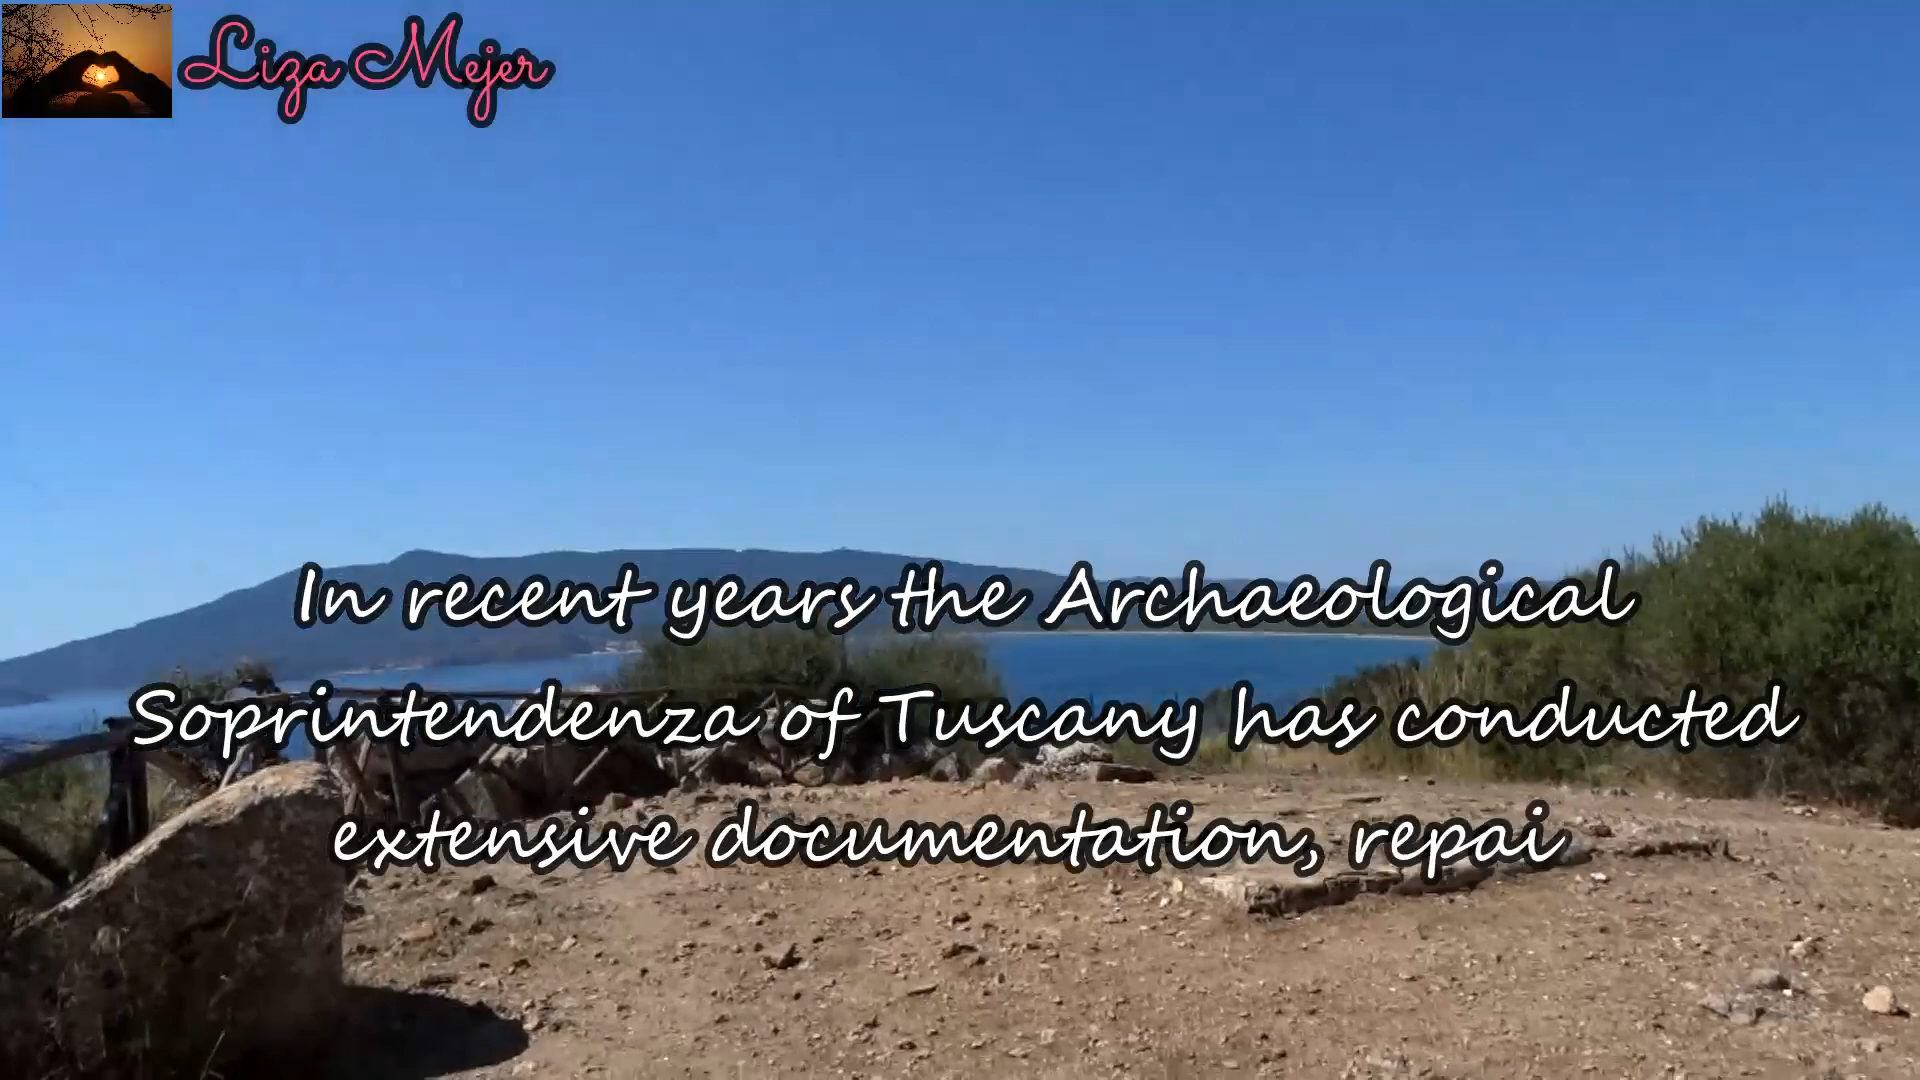 Liza Mejer
In recent years the Archaeological
Soprintendenza of Tuscany has conducted
extensive documentation, repai